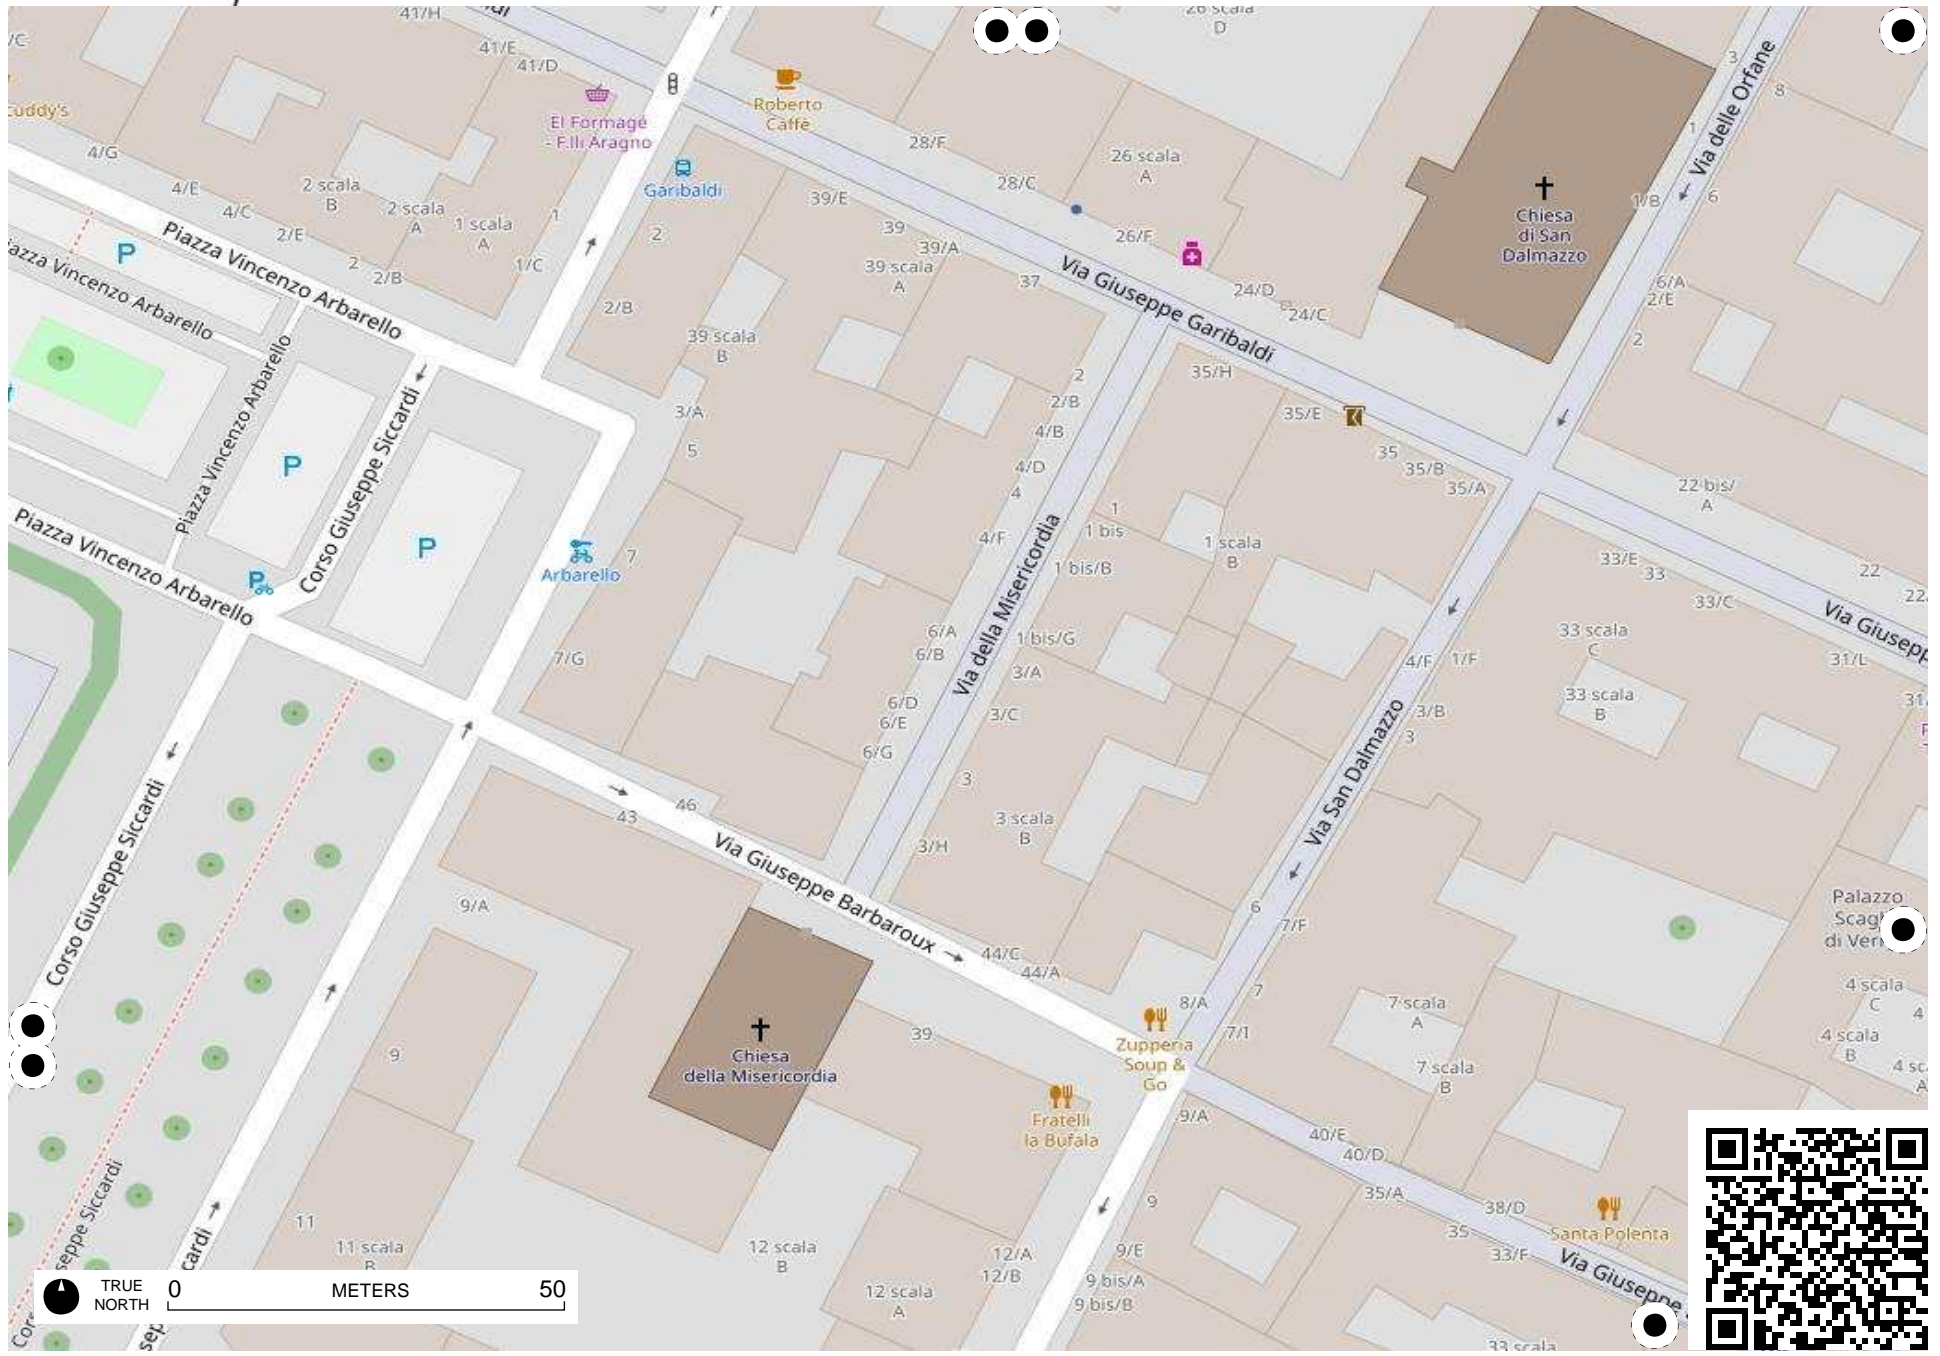 41/H
26 scala
D
/C
41/E
41/D
3
8
Roberto
Caffè
El Formagé
- F.lli Aragno
Via delle Orfane
4/G
28/F
26 scala
A
1
4/E
2 scala
B
Garibaldi
28/C
4/C
2 scala
A
1 scala
A
1
39/E
1/B
6
Chiesa
di San
Dalmazzo
2/E
2
39
26/F
P
Piazza Vincenzo Arbarello
2
2/B
1/C
39/A
39 scala
A
37
Via Giuseppe Garibaldi
24/D
24/C
6/A
2/E
2
2/B
39 scala
B
35/H
Piazza Vincenzo Arbarello
Corso Giuseppe Siccardi
3/A
5
2
2/B
4/B
4/D
4
4/F
35/E
35
35/B
35/A
P
22 bis/
A
Piazza Vincenzo Arbarello
P
Arbarello
7
1
1 bis
1 bis/B
1 scala
B
33/E
33
33/C
22
P
Via della Misericordia
6/A
6/B
1 bis/G
3/A
33 scala
C
4/F
1/F
31/L
7/G
6/D
6/E
6/G
3/C
33 scala
B
3/B
3
Via San Dalmazzo
3
46
43
3 scala
B
3/H
Via Giuseppe Barbaroux
Corso Giuseppe Siccardi
9/A
6
7/F
Palazzo
44/C
44/A
7
8/A
7/I
7 scala
A
4 scala
C
4
4 scala
B
Zupperia
Soup &
Go
7 scala
B
39
9
Chiesa
della Misericordia
Fratelli
la Bufala
9/A
40/E
40/D
35/A
38/D
35
33/F
Santa Polenta
9
11
11 scala
B
12 scala
B
12/A
12/B
12 scala
A
9/E
9 bis/A
9 bis/B
Via Giuseppe
33 scala
TRUE
NORTH
0
METERS
50